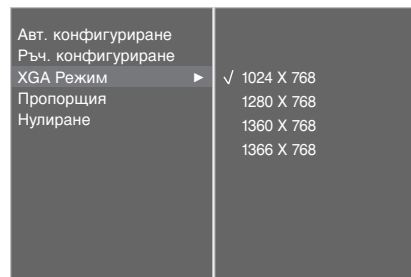 Авт. конфигуриране
Ръч. конфигуриране
XGA Режим
Пропорция
Нулиране
√ 1024 X 768
1280 X 768
1360 X 768
1366 X 768